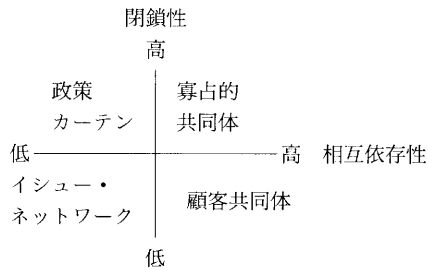 閉鎖性
高
政策
カーテン
寡占的
共同体
低
高
相互依存性
イシュー・
ネットワーク
顧客共同体
低